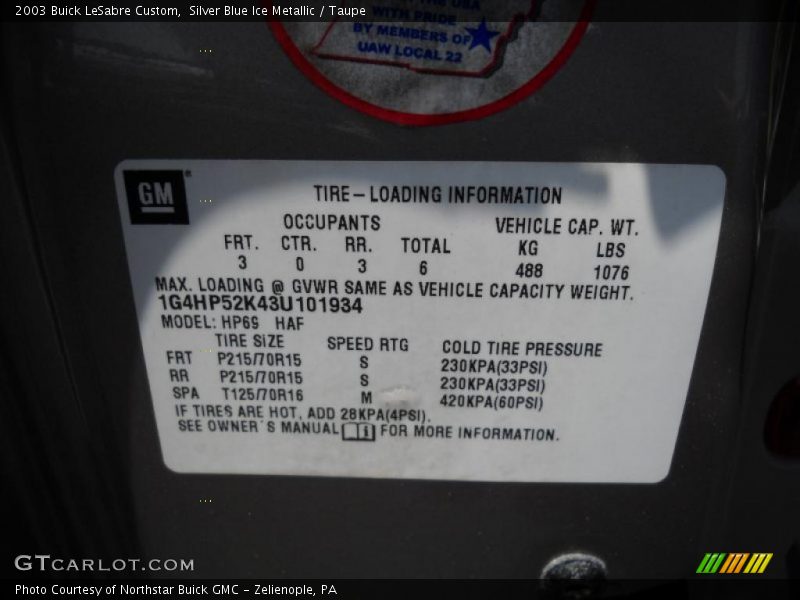 2003 Buick LeSabre Custom,  Silver Blue Ice Metallic / Taupe
WITH PRIDE
BY MEMBERS OF
UAW LOCAL 22
GM
TIRE-LOADING INFORMATION
OCCUPANTS VEHICLE CAP. WT.
FRT. CTR. RR. TOTAL KG LBS
3 0 3 6 488 1076
MAX. LOADING @ GVWR SAME AS VEHICLE CAPACITY WEIGHT.
1G4HP52K43U101934
MODEL: HP69 HAF
TIRE SIZE SPEED RTG COLD TIRE PRESSURE
FRT P215/70R15 S 230KPA(33PSI)
RR P215/70R15 S 230KPA(33PSI)
SPA T125/70R16 M 420KPA(60PSI)
IF TIRES ARE HOT, ADD 28KPA(4PSI).
SEE OWNER'S MANUAL FOR MORE INFORMATION.
GTCARLOT.COM
Photo Courtesy of Northstar Buick GMC - Zelienople, PA